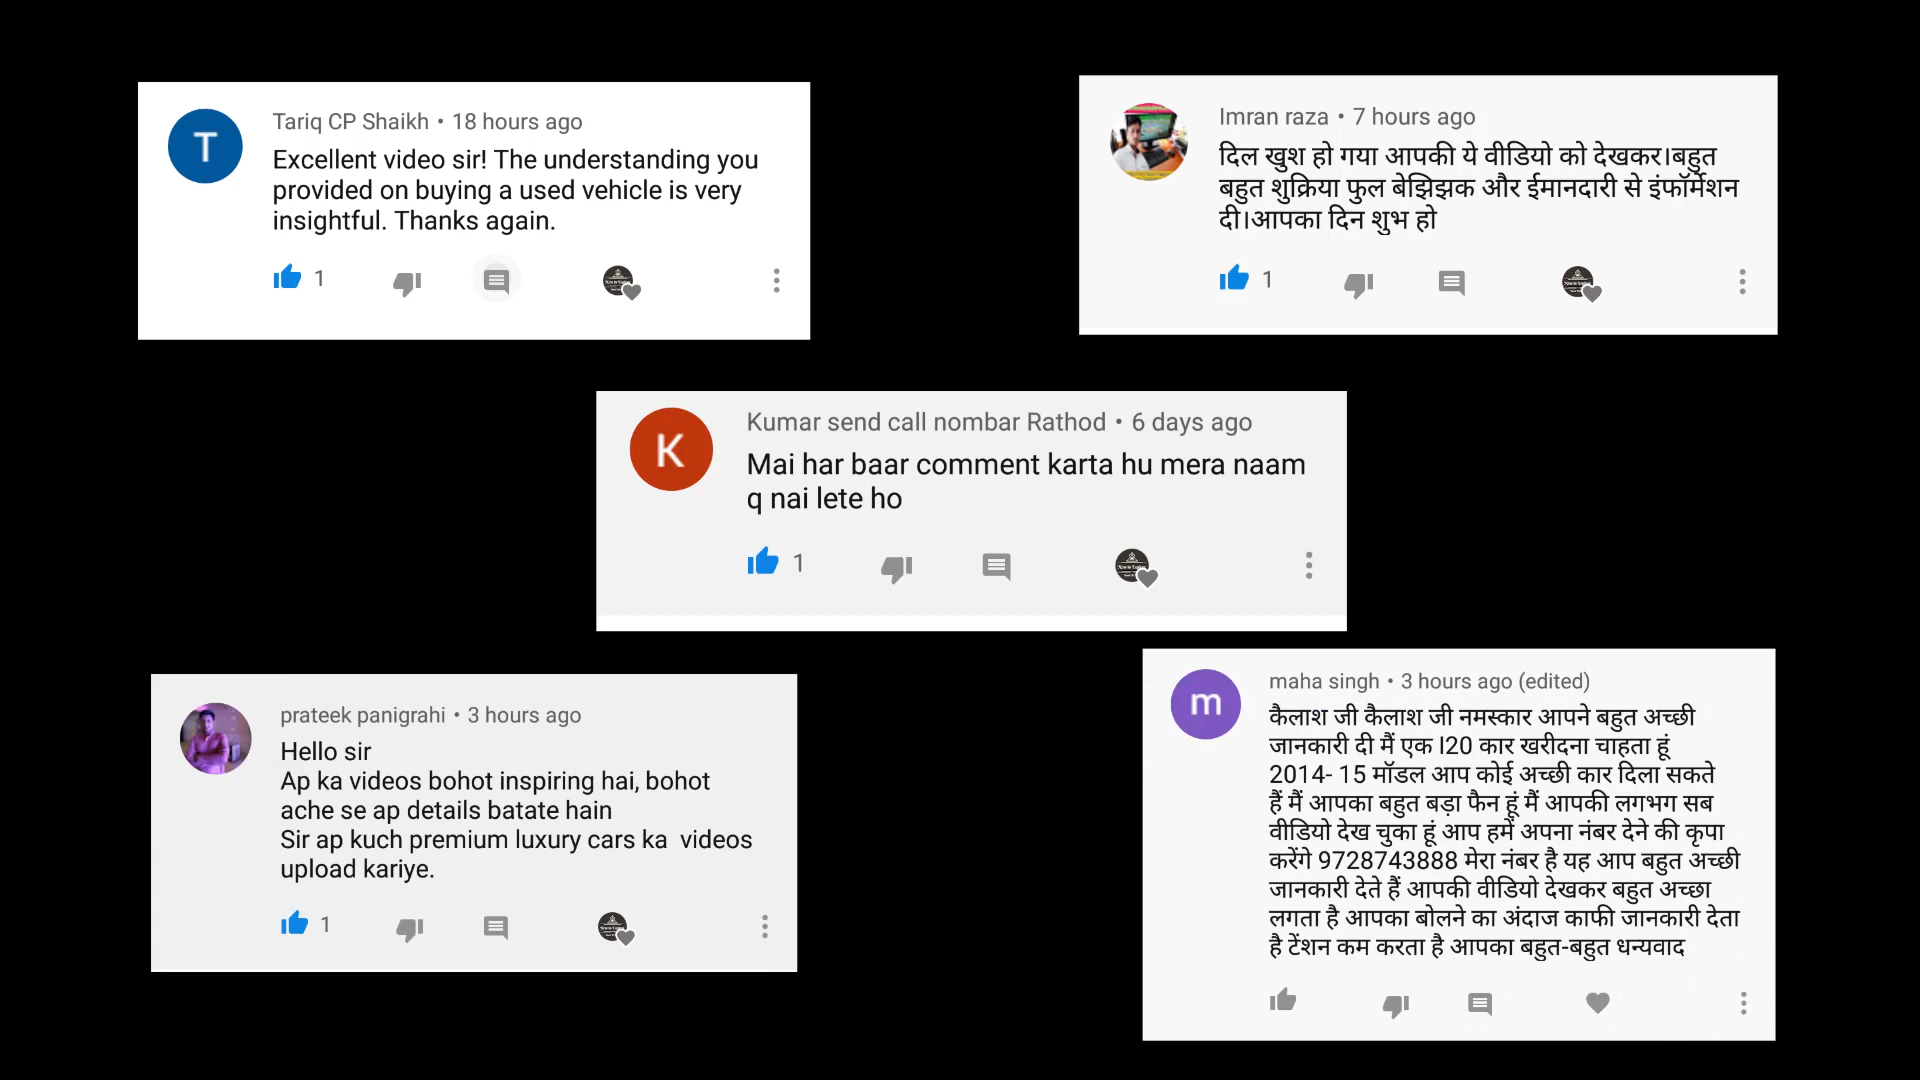 T
Tariq CP Shaikh • 18 hours ago
Excellent video sir! The understanding you
provided on buying a used vehicle is very
insightful. Thanks again.
1
Imran raza • 7 hours ago
दिल खुश हो गया आपकी ये वीडियो को देखकर।बहुत
बहुत शुक्रिया फुल बेझिझक और ईमानदारी से इंफॉर्मेशन
दी।आपका दिन शुभ हो
1
K
Kumar send call nombar Rathod • 6 days ago
Mai har baar comment karta hu mera naam
q nai lete ho
1
prateek panigrahi • 3 hours ago
Hello sir
Ap ka videos bohot inspiring hai, bohot
ache se ap details batate hain
Sir ap kuch premium luxury cars ka videos
upload kariye.
1
m
maha singh • 3 hours ago (edited)
कैलाश जी कैलाश जी नमस्कार आपने बहुत अच्छी
जानकारी दी मैं एक I20 कार खरीदना चाहता हूं
2014- 15 मॉडल आप कोई अच्छी कार दिला सकते
हैं मैं आपका बहुत बड़ा फैन हूं मैं आपकी लगभग सब
वीडियो देख चुका हूं आप हमें अपना नंबर देने की कृपा
करेंगे 9728743888 मेरा नंबर है यह आप बहुत अच्छी
जानकारी देते हैं आपकी वीडियो देखकर बहुत अच्छा
लगता है आपका बोलने का अंदाज काफी जानकारी देता
है टेंशन कम करता है आपका बहुत-बहुत धन्यवाद